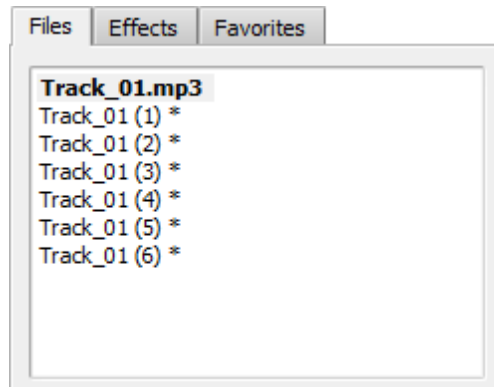 Files Effects Favorites
Track_01.mp3
Track_01 (1) *
Track_01 (2) *
Track_01 (3) *
Track_01 (4) *
Track_01 (5) *
Track_01 (6) *